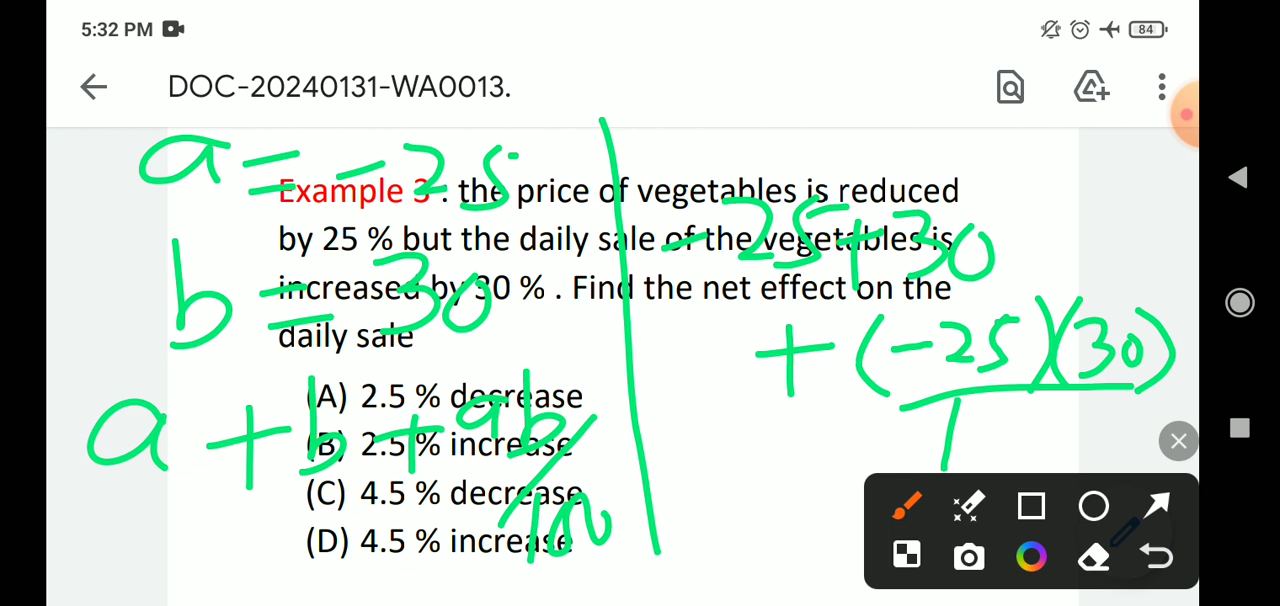 5:32 PM 84
DOC-20240131-WA0013.
a = -25
Example 3 : the price of vegetables is reduced
by 25 % but the daily sale of the vegetables is
increased by 30 % . Find the net effect on the
daily sale
b = 30
(A) 2.5 % decrease
(B) 2.5 % increase
(C) 4.5 % decrease
(D) 4.5 % increase
a + b + ab/100
-25 + 30
+ (-25)(30)
1